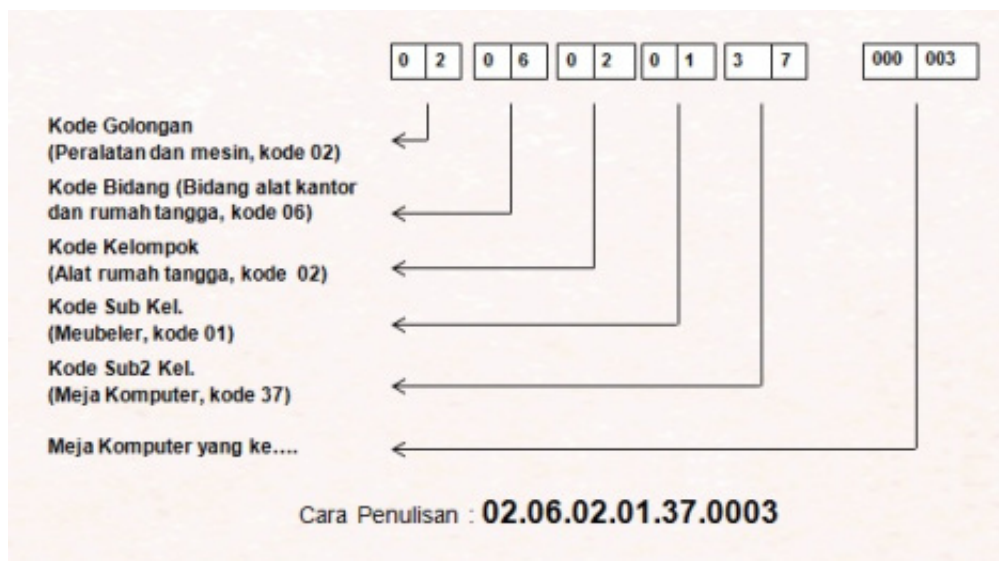 0 2 0 6 0 2 0 1 3 7 000 003
Kode Golongan
(Peralatan dan mesin, kode 02)
Kode Bidang (Bidang alat kantor
dan rumah tangga, kode 06)
Kode Kelompok
(Alat rumah tangga, kode 02)
Kode Sub Kel.
(Meubeler, kode 01)
Kode Sub2 Kel.
(Meja Komputer, kode 37)
Meja Komputer yang ke....
Cara Penulisan : 02.06.02.01.37.0003